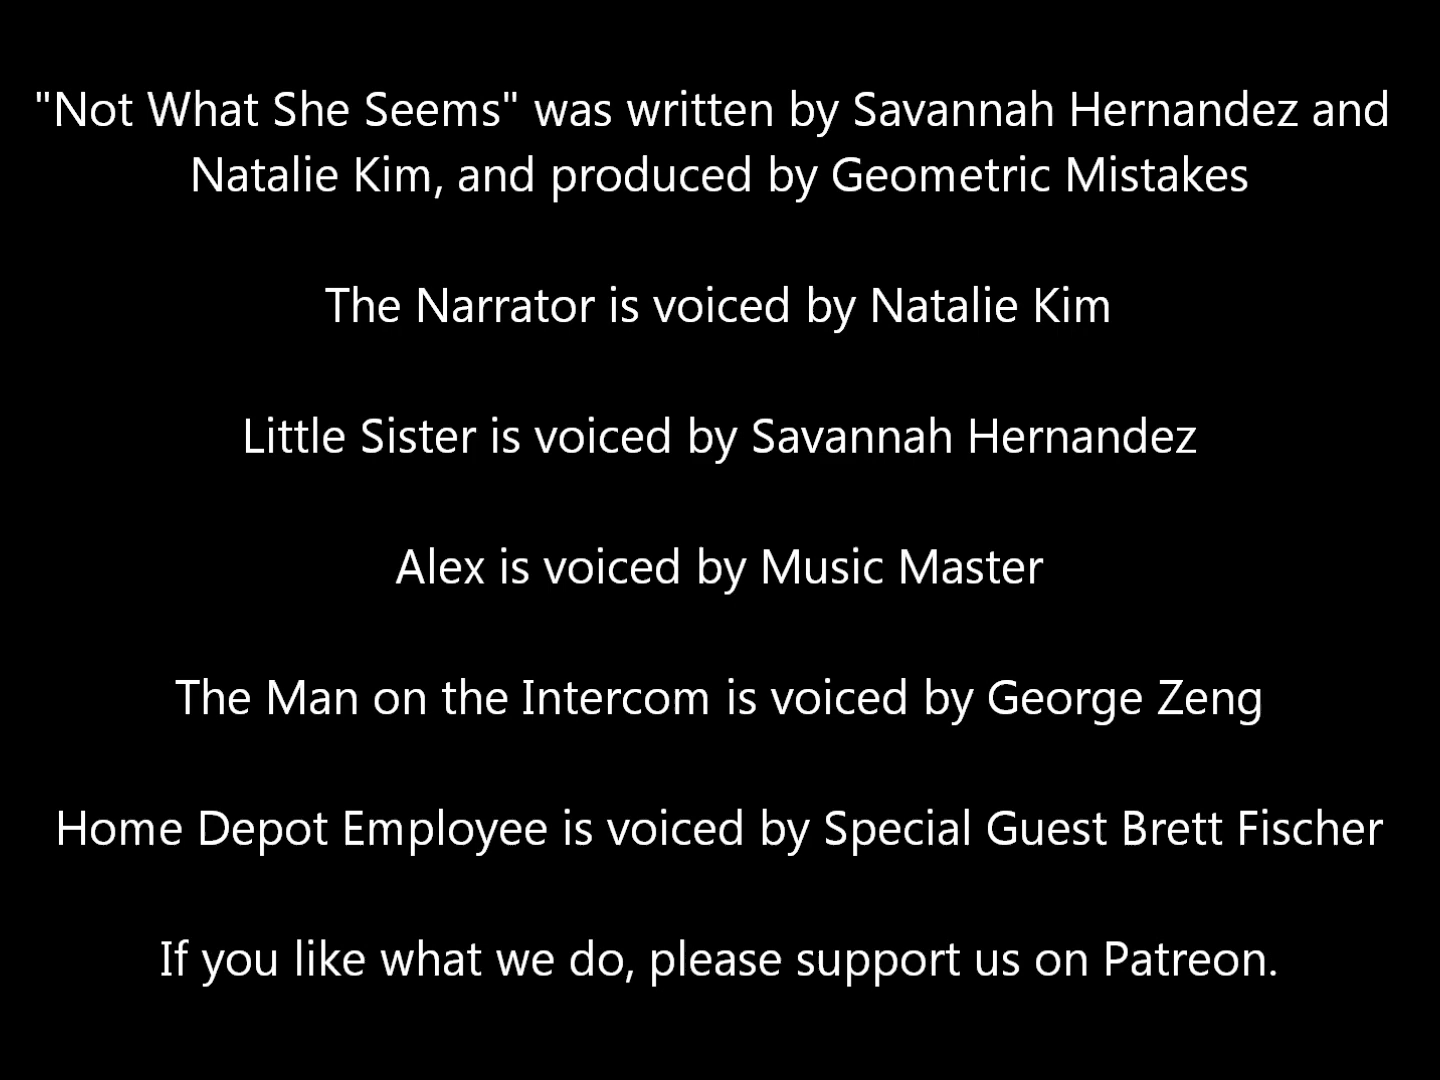 "Not What She Seems" was written by Savannah Hernandez and
Natalie Kim, and produced by Geometric Mistakes
The Narrator is voiced by Natalie Kim
Little Sister is voiced by Savannah Hernandez
Alex is voiced by Music Master
The Man on the Intercom is voiced by George Zeng
Home Depot Employee is voiced by Special Guest Brett Fischer
If you like what we do, please support us on Patreon.